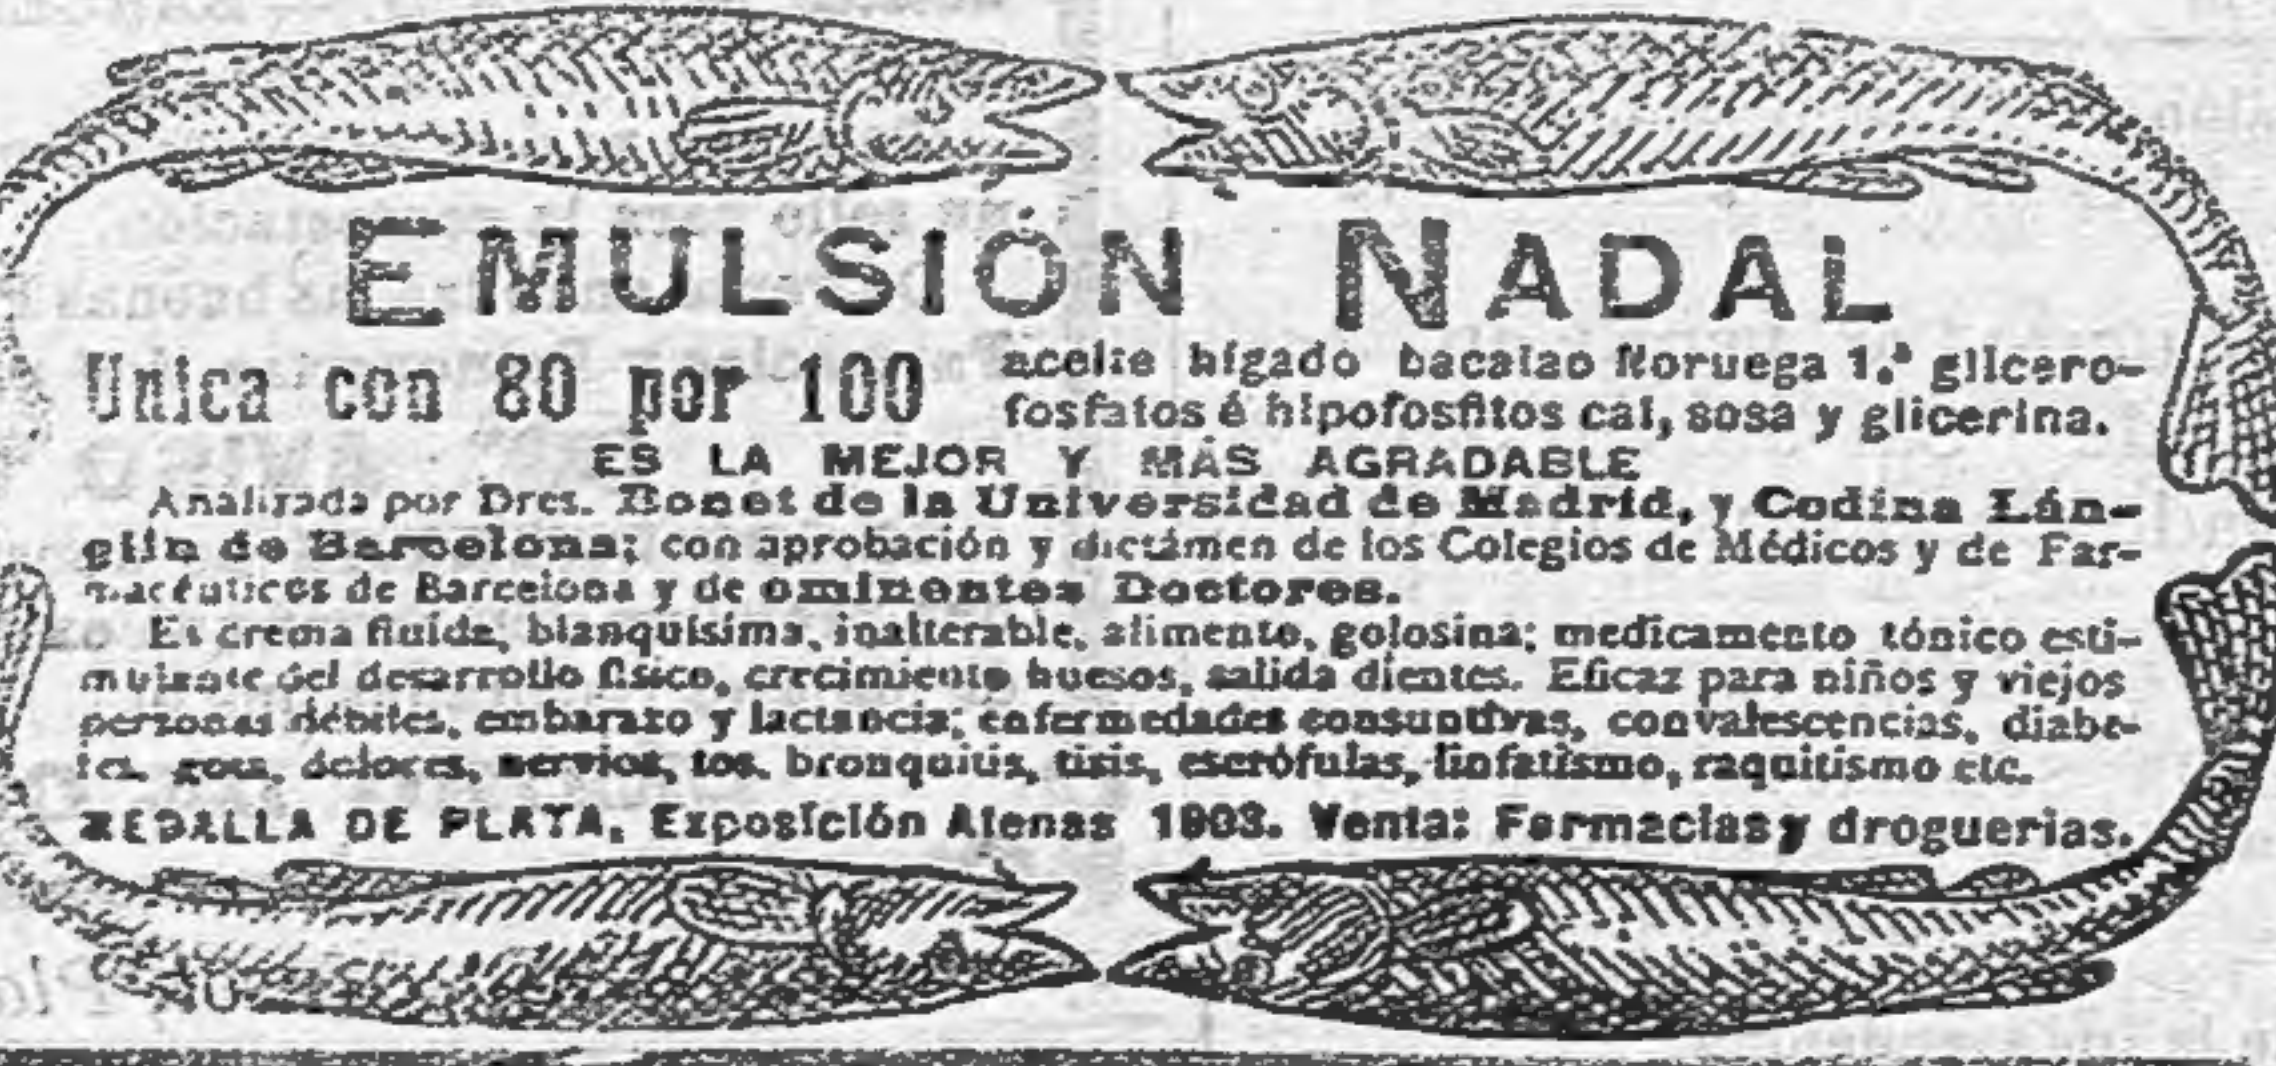 EMULSIÓN NADAL
Unica con 80 por 100 aceite hígado bacalao Noruega 1.ª glicero-
fosfatos é hipofosfitos cal, sosa y glicerina.
ES LA MEJOR Y MÁS AGRADABLE
Analizada por Dres. Bonet de la Universidad de Madrid, y Codina Lán-
glin de Barcelona; con aprobación y dictámen de los Colegios de Médicos y de Far-
macéuticos de Barcelona y de eminentes Doctores.
Es crema fluida, blanquísima, inalterable, alimento, golosina; medicamento tónico esti-
mulante del desarrollo físico, crecimiento huesos, salida dientes. Eficaz para niños y viejos
personas débiles, embarazo y lactancia; enfermedades consuntivas, convalescencias, diabe-
tes, gota, dolores, nervios, tos, bronquitis, tisis, escrófulas, linfatismo, raquitismo etc.
MEDALLA DE PLATA, Exposición Atenas 1903. Venta: Farmacias y droguerias.